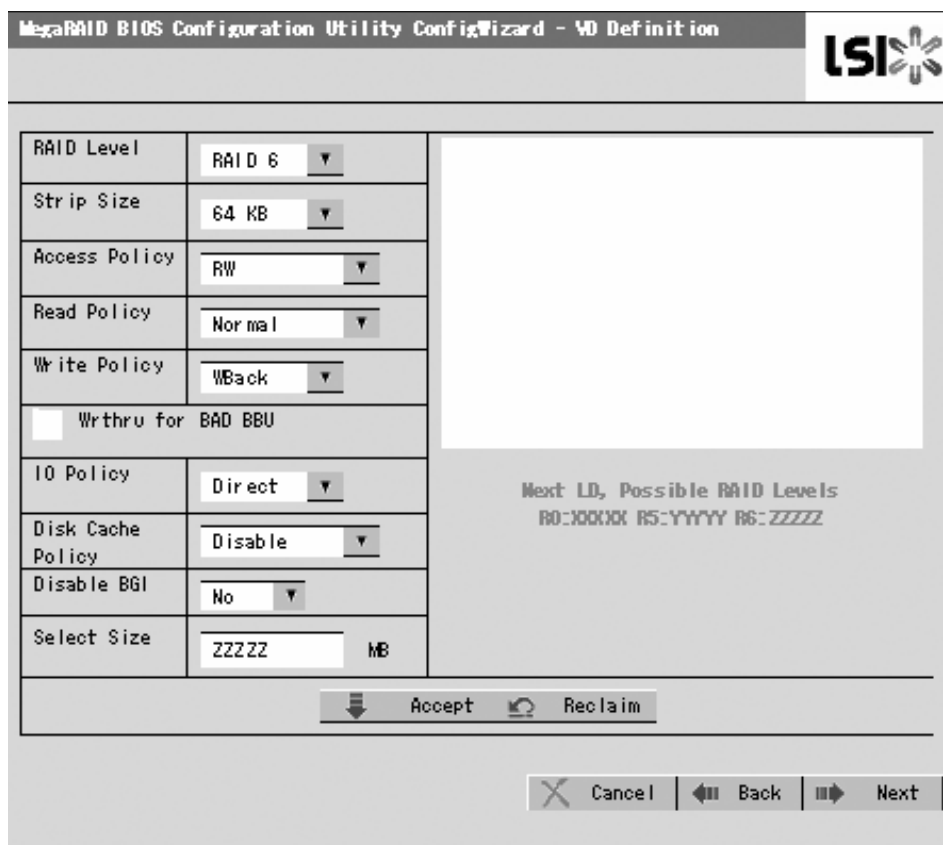 MegaRAID BIOS Configuration Utility ConfigWizard - VD Definition
LSI
RAID Level
RAID 6
Strip Size
64 KB
Access Policy
RW
Read Policy
Normal
Write Policy
WBack
Wrthru for BAD BBU
IO Policy
Direct
Disk Cache
Policy
Disable
Disable BGI
No
Select Size
ZZZZZ MB
Next LD, Possible RAID Levels
R0:XXXXX R5:YYYYY R6:ZZZZZ
Accept
Reclaim
Cancel
Back
Next